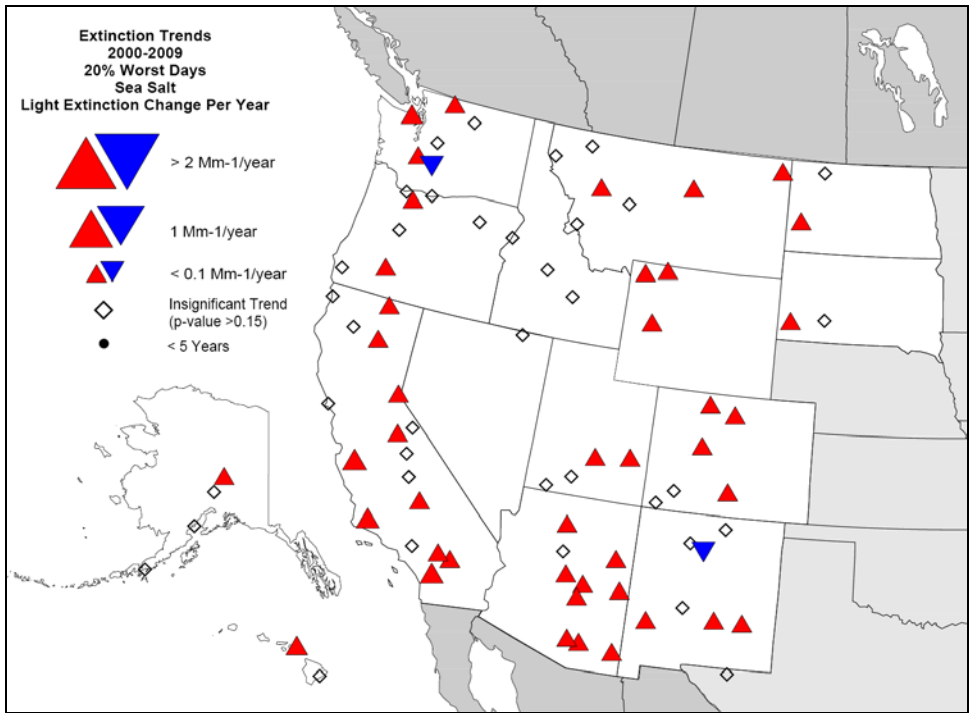 Extinction Trends
2000-2009
20% Worst Days
Sea Salt
Light Extinction Change Per Year
> 2 Mm-1/year
1 Mm-1/year
< 0.1 Mm-1/year
Insignificant Trend
(p-value >0.15)
< 5 Years